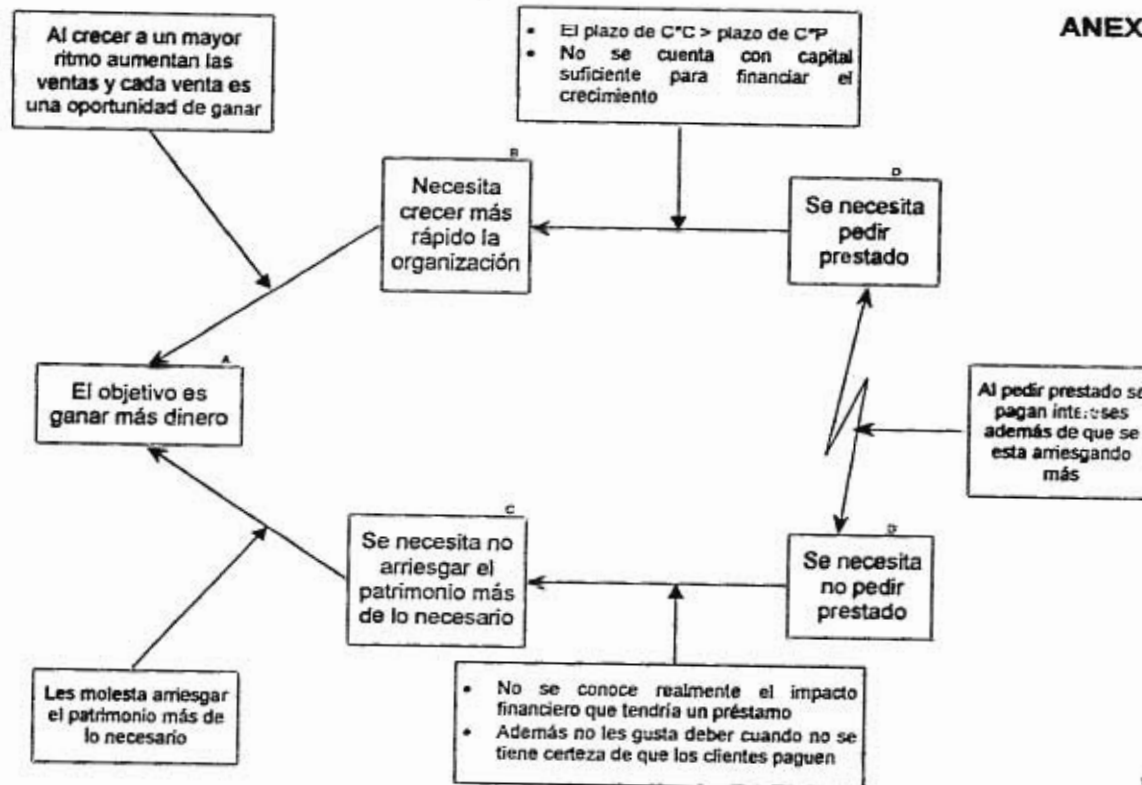 ANEX
Al crecer a un mayor
ritmo aumentan las
ventas y cada venta es
una oportunidad de ganar
• El plazo de C*C > plazo de C*P
• No se cuenta con capital
suficiente para financiar el
crecimiento
B
Necesita
crecer más
rápido la
organización
D
Se necesita
pedir
prestado
A
El objetivo es
ganar más dinero
Al pedir prestado se
pagan intereses
además de que se
esta arriesgando
más
C
Se necesita no
arriesgar el
patrimonio más
de lo necesario
D'
Se necesita
no pedir
prestado
Les molesta arriesgar
el patrimonio más de
lo necesario
• No se conoce realmente el impacto
financiero que tendría un préstamo
• Además no les gusta deber cuando no se
tiene certeza de que los clientes paguen